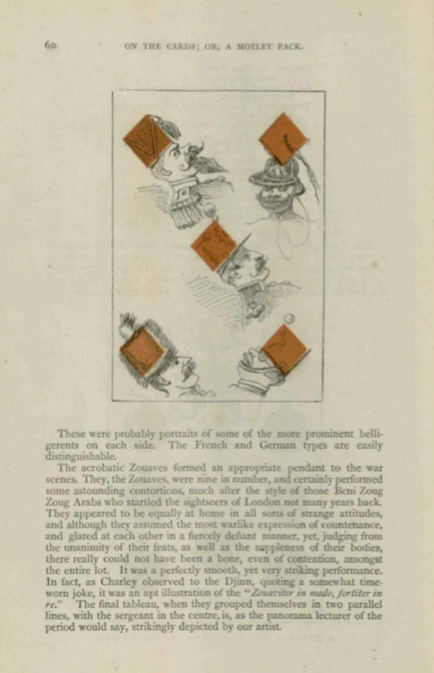 60
ON THE CARDS; OR, A MOTLEY PACK.
These were probably portraits of some of the more prominent belli-
gerents on each side. The French and German types are easily
distinguishable.
The acrobatic Zouaves formed an appropriate pendant to the war
scenes. They, the Zouaves, were nine in number, and certainly performed
some astounding contortions, much after the style of those Beni Zoug
Zoug Arabs who startled the sightseers of London not many years back.
They appeared to be equally at home in all sorts of strange attitudes,
and although they assumed the most warlike expression of countenance,
and glared at each other in a fiercely defiant manner, yet, judging from
the unanimity of their feats, as well as the suppleness of their bodies,
there really could not have been a bone, even of contention, amongst
the entire lot. It was a perfectly smooth, yet very striking performance.
In fact, as Charley observed to the Djinn, quoting a somewhat time-
worn joke, it was an apt illustration of the "Zouaviter in modo, fortiter in
re." The final tableau, when they grouped themselves in two parallel
lines, with the sergeant in the centre, is, as the panorama lecturer of the
period would say, strikingly depicted by our artist.